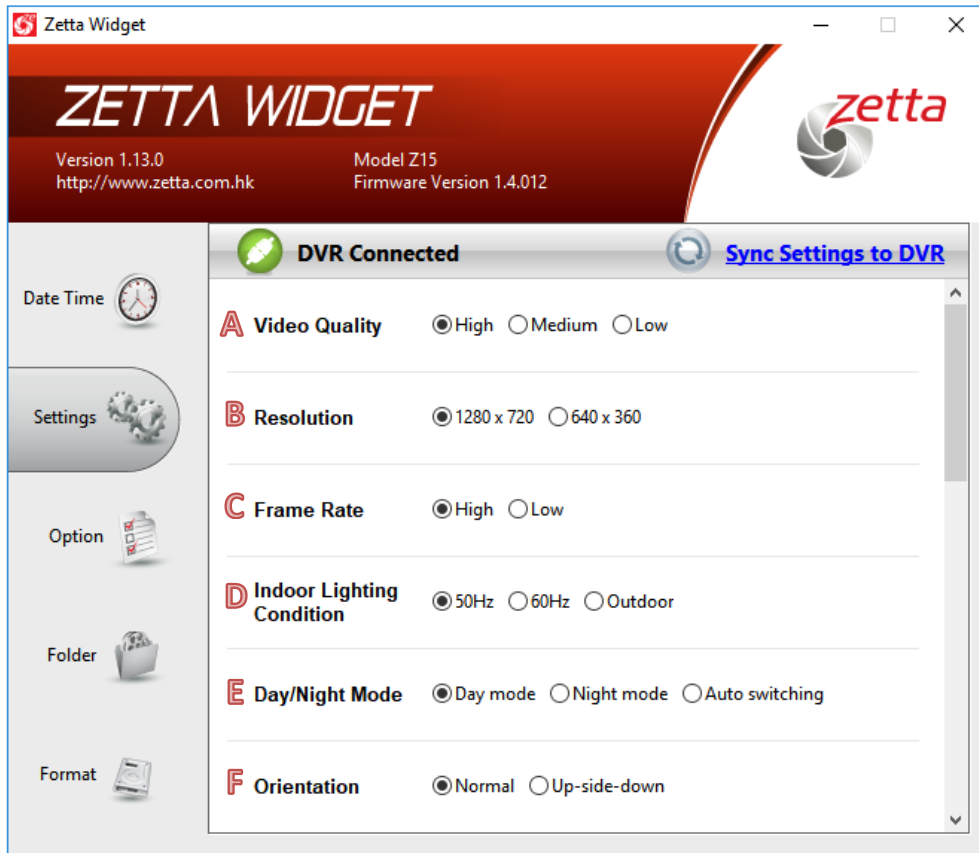 Zetta Widget
ZETTA WIDGET
zetta
Version 1.13.0 Model Z15
http://www.zetta.com.hk Firmware Version 1.4.012
DVR Connected Sync Settings to DVR
Date Time
Settings
Option
Folder
Format
A Video Quality High Medium Low
B Resolution 1280 x 720 640 x 360
C Frame Rate High Low
D Indoor Lighting
Condition 50Hz 60Hz Outdoor
E Day/Night Mode Day mode Night mode Auto switching
F Orientation Normal Up-side-down